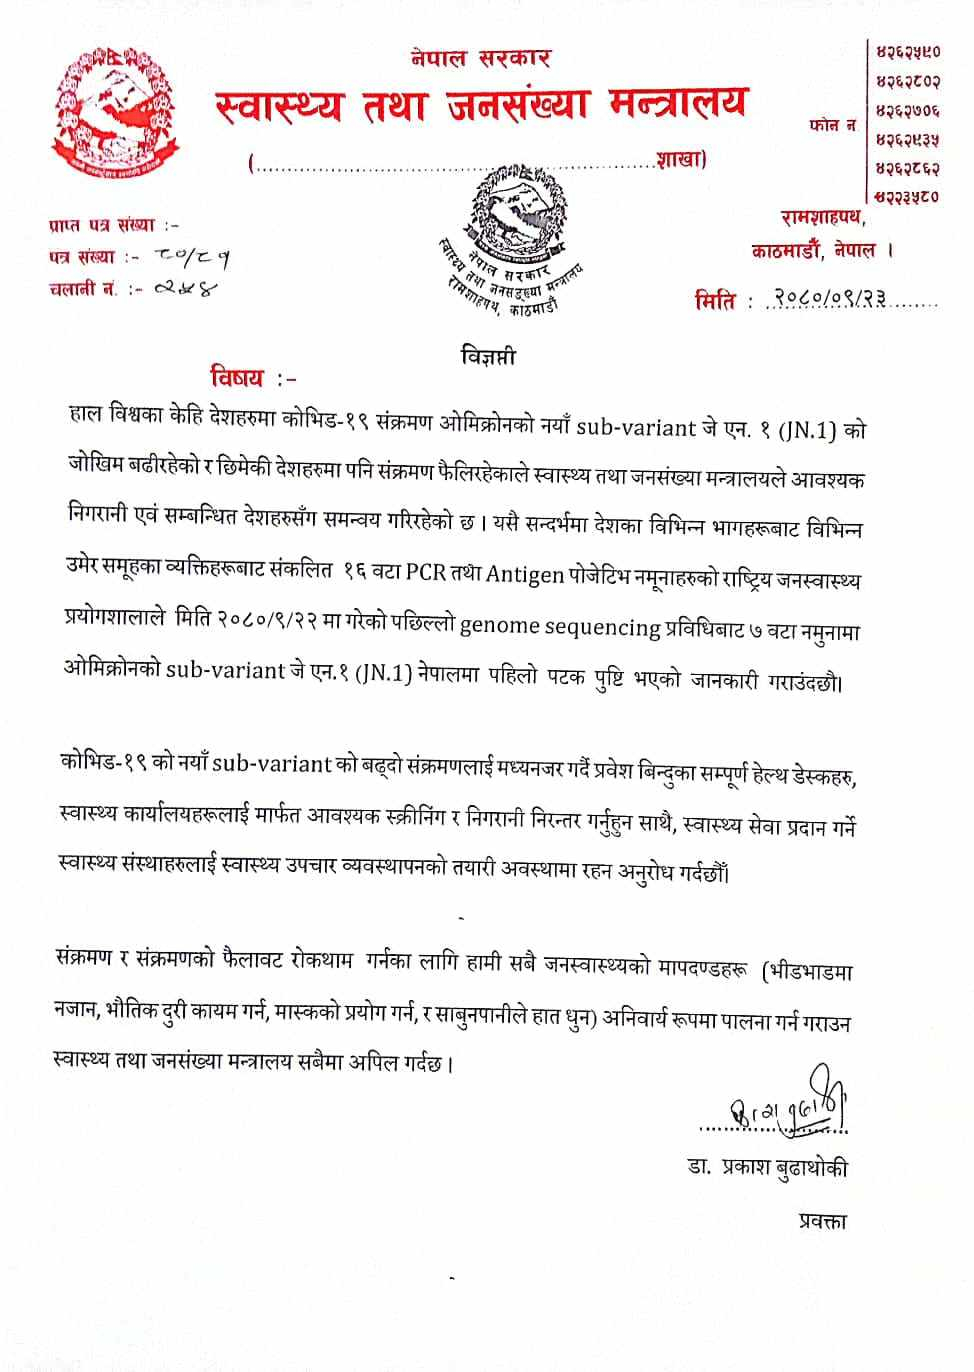 नेपाल सरकार
स्वास्थ्य तथा जनसंख्या मन्त्रालय
(............शाखा)
फोन न
४२६२५९०
४२६२८०२
४२६२७०६
४२६२९३५
४२६२८६२
४२२३५८०
रामशाहपथ,
काठमाडौं, नेपाल ।
प्राप्त पत्र संख्या :-
पत्र संख्या :- ८०/८१
चलानी नं. :- २५४
नेपाल सरकार
स्वास्थ्य तथा जनसङ्ख्या मन्त्रालय
रामशाहपथ, काठमाडौं
मिति : २०८०/०९/२३
विज्ञप्ती
विषय :-
हाल विश्वका केहि देशहरुमा कोभिड-१९ संक्रमण ओमिक्रोनको नयाँ sub-variant जे एन. १ (JN.1) को
जोखिम बढीरहेको र छिमेकी देशहरुमा पनि संक्रमण फैलिरहेकाले स्वास्थ्य तथा जनसंख्या मन्त्रालयले आवश्यक
निगरानी एवं सम्बन्धित देशहरुसँग समन्वय गरिरहेको छ । यसै सन्दर्भमा देशका विभिन्न भागहरूबाट विभिन्न
उमेर समूहका व्यक्तिहरूबाट संकलित १६ वटा PCR तथा Antigen पोजेटिभ नमूनाहरुको राष्ट्रिय जनस्वास्थ्य
प्रयोगशालाले मिति २०८०/९/२२ मा गरेको पछिल्लो genome sequencing प्रविधिबाट ७ वटा नमुनामा
ओमिक्रोनको sub-variant जे एन.१ (JN.1) नेपालमा पहिलो पटक पुष्टि भएको जानकारी गराउंदछौ।
कोभिड-१९ को नयाँ sub-variant को बढ्दो संक्रमणलाई मध्यनजर गर्दै प्रवेश बिन्दुका सम्पूर्ण हेल्थ डेस्कहरु,
स्वास्थ्य कार्यालयहरूलाई मार्फत आवश्यक स्क्रीनिंग र निगरानी निरन्तर गर्नुहुन साथै, स्वास्थ्य सेवा प्रदान गर्ने
स्वास्थ्य संस्थाहरुलाई स्वास्थ्य उपचार व्यवस्थापनको तयारी अवस्थामा रहन अनुरोध गर्दछौँ।
संक्रमण र संक्रमणको फैलावट रोकथाम गर्नका लागि हामी सबै जनस्वास्थ्यको मापदण्डहरू (भीडभाडमा
नजान, भौतिक दुरी कायम गर्न, मास्कको प्रयोग गर्न, र साबुनपानीले हात धुन) अनिवार्य रूपमा पालना गर्न गराउन
स्वास्थ्य तथा जनसंख्या मन्त्रालय सबैमा अपिल गर्दछ ।
डा. प्रकाश बुढाथोकी
प्रवक्ता